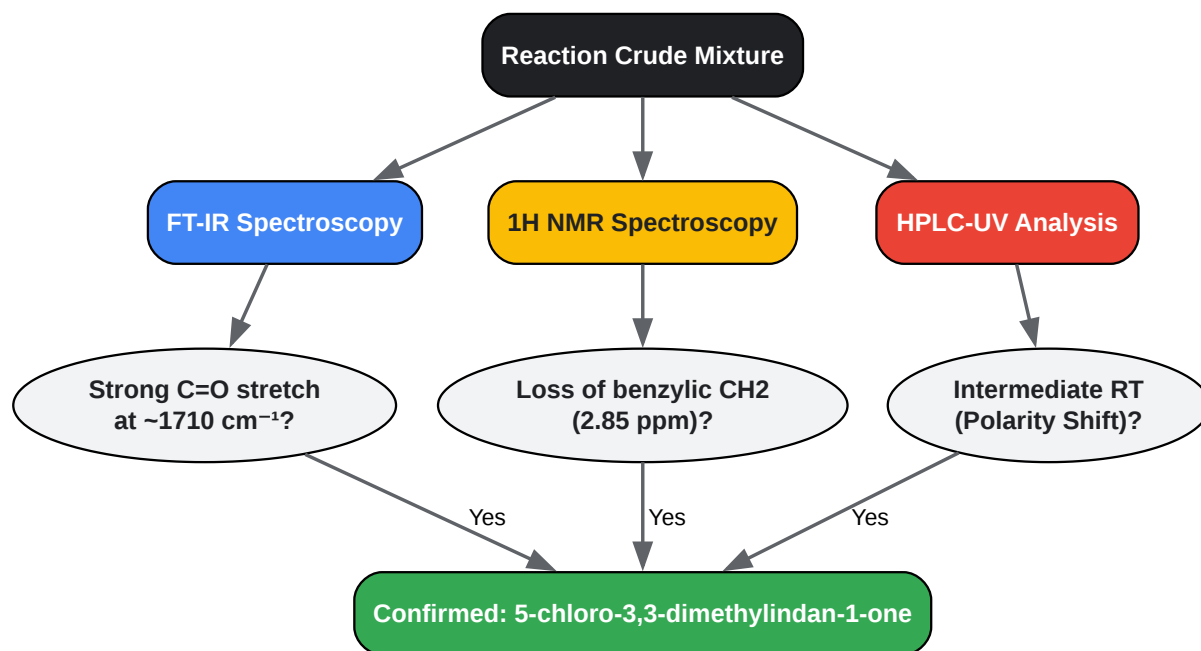 Reaction Crude Mixture
FT-IR Spectroscopy
1H NMR Spectroscopy
HPLC-UV Analysis
Strong C=O stretch
at ~1710 cm⁻¹?
Loss of benzylic CH2
(2.85 ppm)?
Intermediate RT
(Polarity Shift)?
Yes
Yes
Yes
Confirmed: 5-chloro-3,3-dimethylindan-1-one